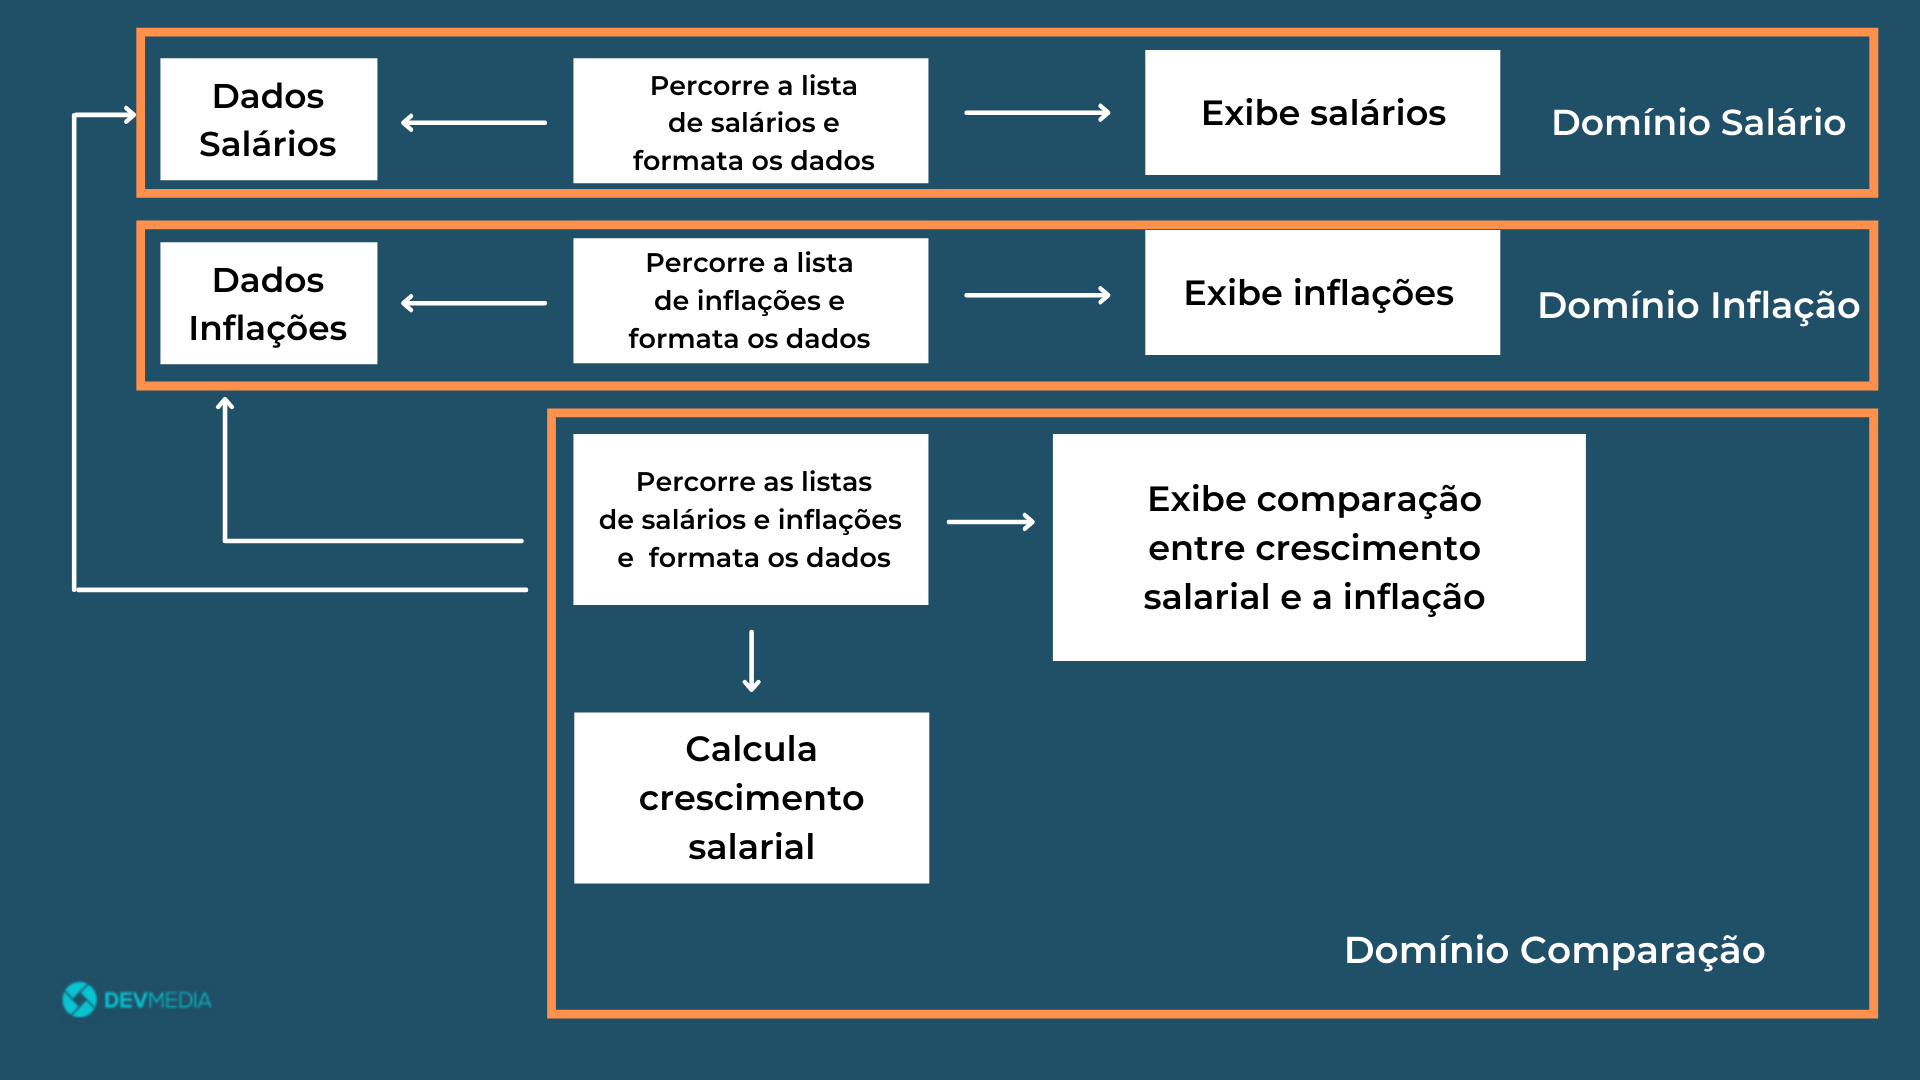 Dados
Salários
Percorre a lista
de salários e
formata os dados
Exibe salários
Domínio Salário
Dados
Inflações
Percorre a lista
de inflações e
formata os dados
Exibe inflações
Domínio Inflação
Percorre as listas
de salários e inflações
e formata os dados
Exibe comparação
entre crescimento
salarial e a inflação
Calcula
crescimento
salarial
Domínio Comparação
DEVMEDIA